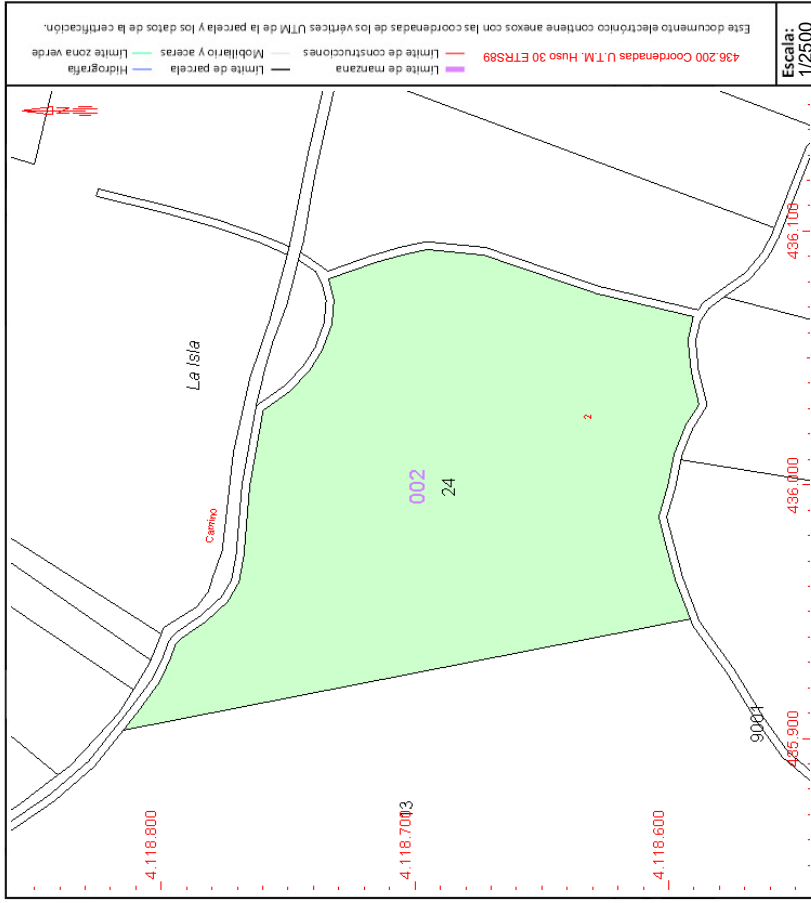 Este documento electrónico contiene anexos con las coordenadas de los vértices UTM de la parcela y los datos de la certificación.
436.200 Coordenadas U.T.M. Huso 30 ETRS89
Límite de manzana
Límite de construcciones
Límite de parcela
Mobiliario y aceras
Hidrografía
Límite zona verde
Escala:
1/2500
La Isla
Camino
002
24
2
13
9001
4.118.800
4.118.700
4.118.600
436.100
436.000
435.900